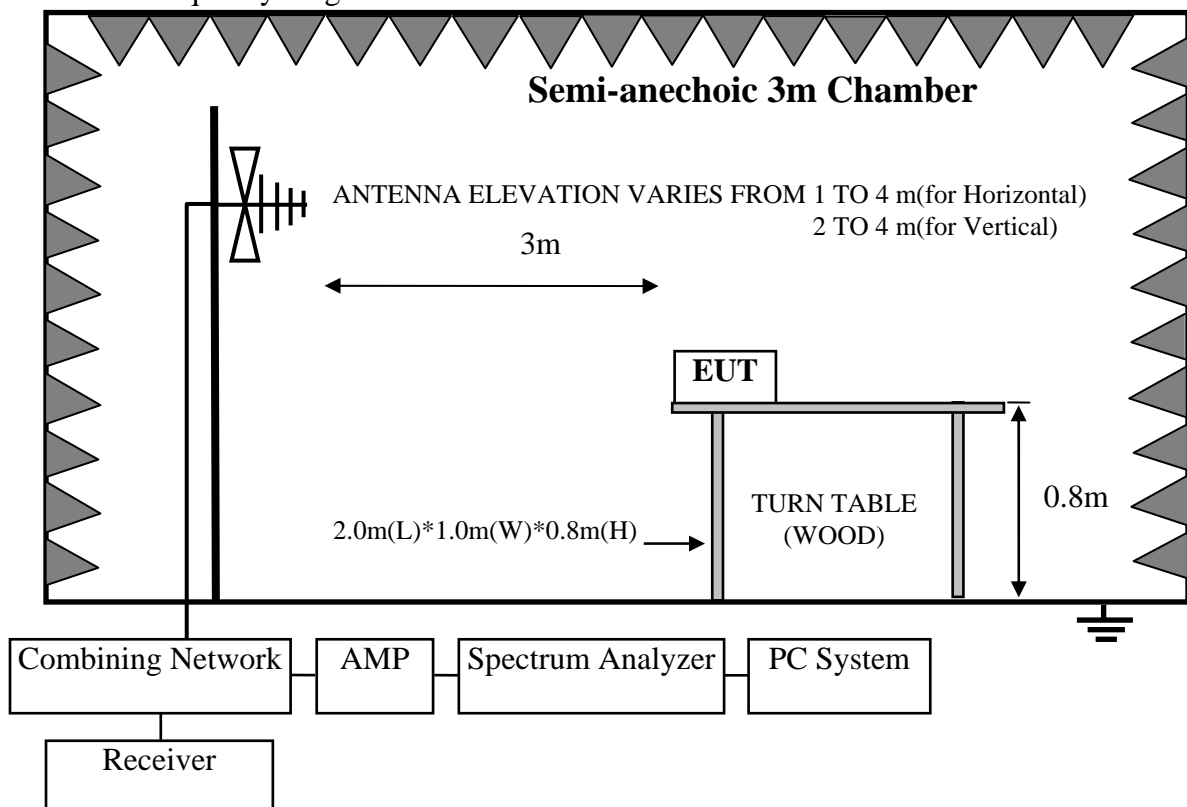 Semi-anechoic 3m Chamber
ANTENNA ELEVATION VARIES FROM 1 TO 4 m(for Horizontal)
2 TO 4 m(for Vertical)
3m
EUT
TURN TABLE
(WOOD)
0.8m
2.0m(L)*1.0m(W)*0.8m(H)
Combining Network
AMP
Spectrum Analyzer
PC System
Receiver